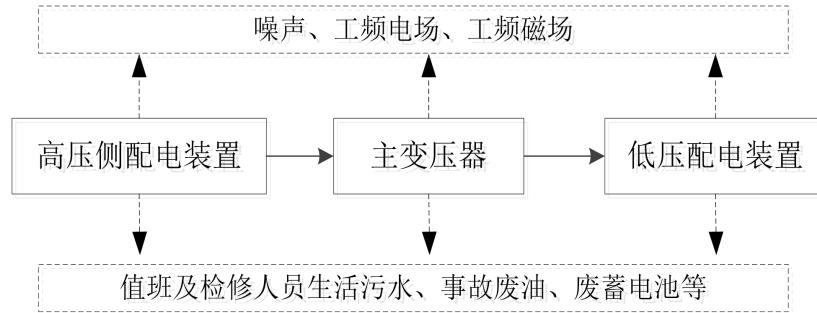 噪声、工频电场、工频磁场
高压侧配电装置
主变压器
低压配电装置
值班及检修人员生活污水、事故废油、废蓄电池等